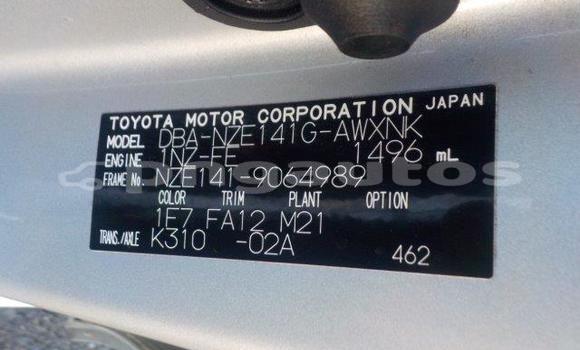 TOYOTA MOTOR CORPORATION JAPAN
MODEL DBA-NZE141G-AWXNK
ENGINE 1NZ-FE 1496 mL
FRAME No. NZE141-9064989
COLOR TRIM PLANT OPTION
1F7 FA12 M21
TRANS./AXLE K310 -02A
462